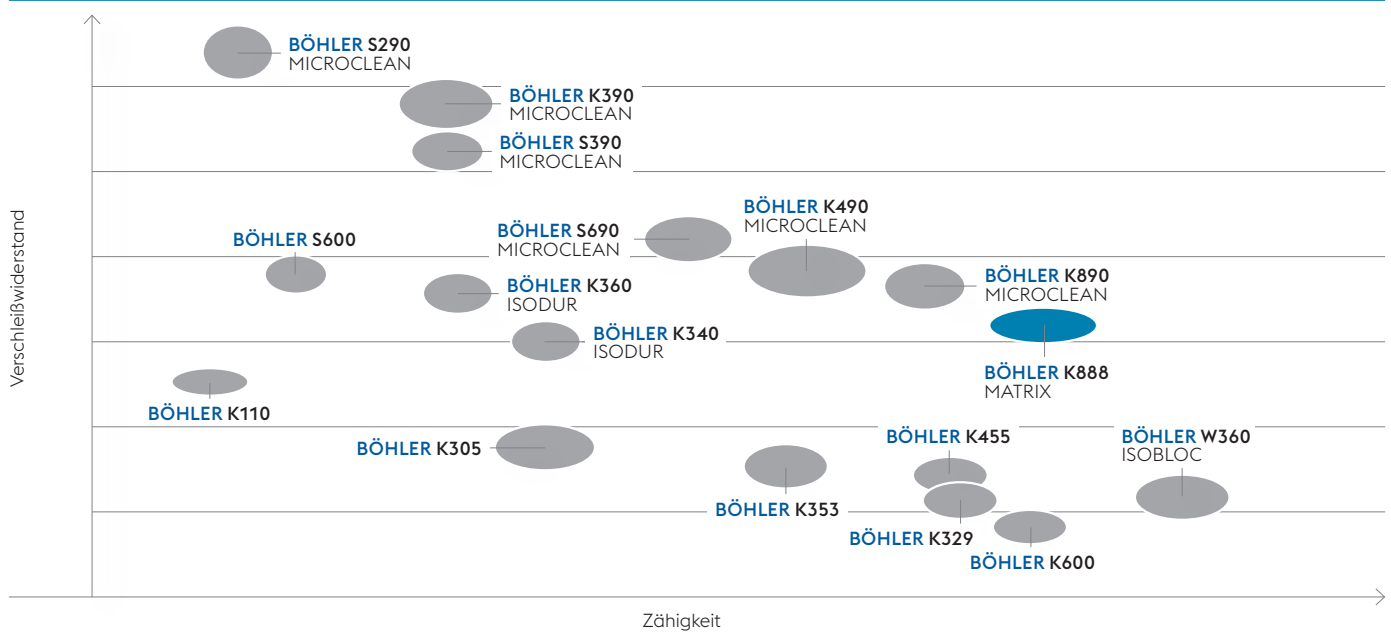 BÖHLER S290
MICROCLEAN
BÖHLER K390
MICROCLEAN
BÖHLER S390
MICROCLEAN
BÖHLER K490
MICROCLEAN
BÖHLER S690
MICROCLEAN
BÖHLER S600
BÖHLER K360
ISODUR
BÖHLER K890
MICROCLEAN
BÖHLER K340
ISODUR
BÖHLER K888
MATRIX
BÖHLER K110
BÖHLER K305
BÖHLER K455
BÖHLER W360
ISOBLOC
BÖHLER K353
BÖHLER K329
BÖHLER K600
Verschleißwiderstand
Zähigkeit